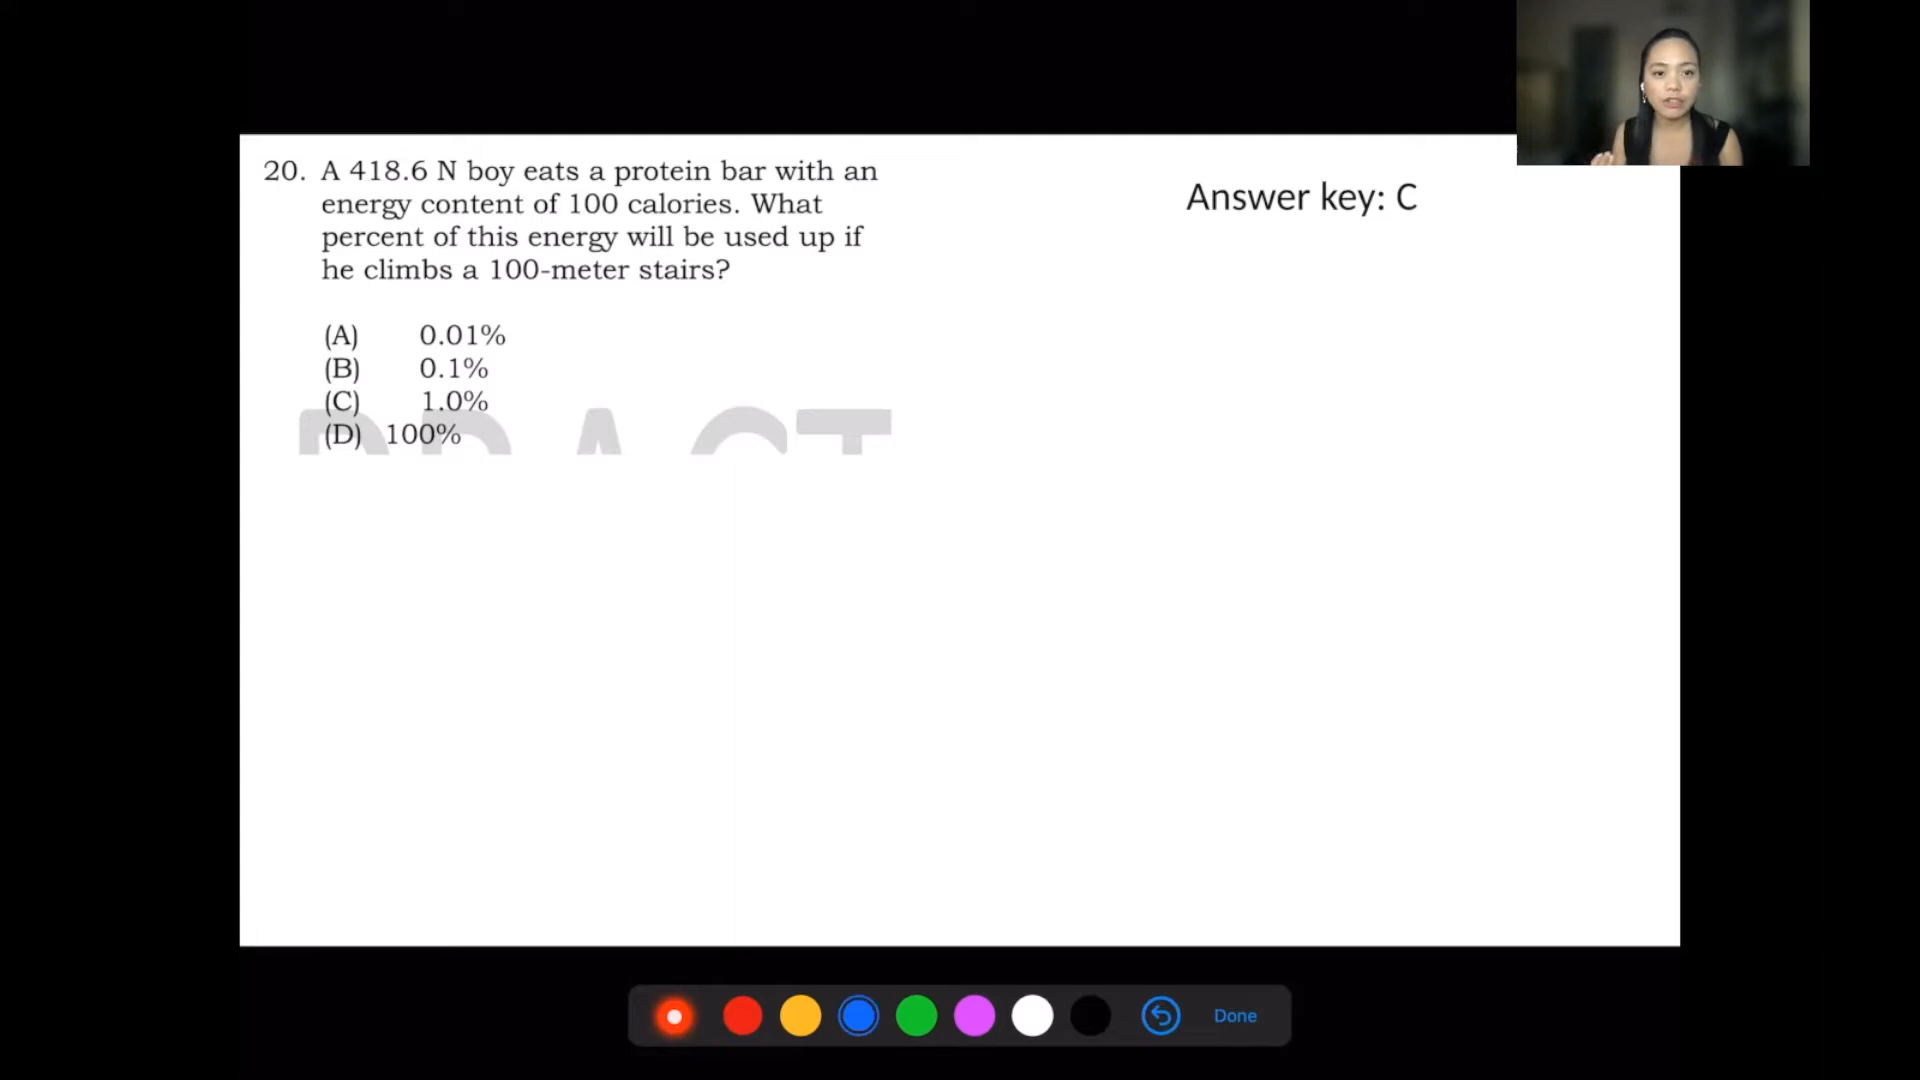 20. A 418.6 N boy eats a protein bar with an
energy content of 100 calories. What
percent of this energy will be used up if
he climbs a 100-meter stairs?
(A) 0.01%
(B) 0.1%
(C) 1.0%
(D) 100%
Answer key: C
Done